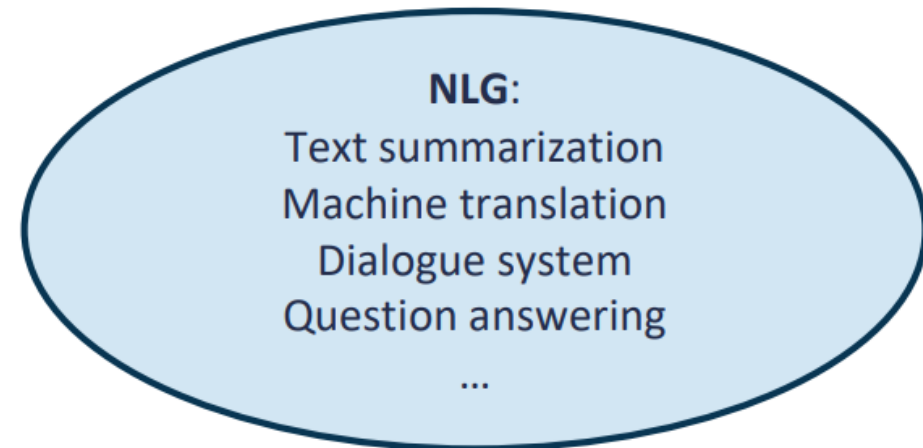 NLG:
Text summarization
Machine translation
Dialogue system
Question answering
...